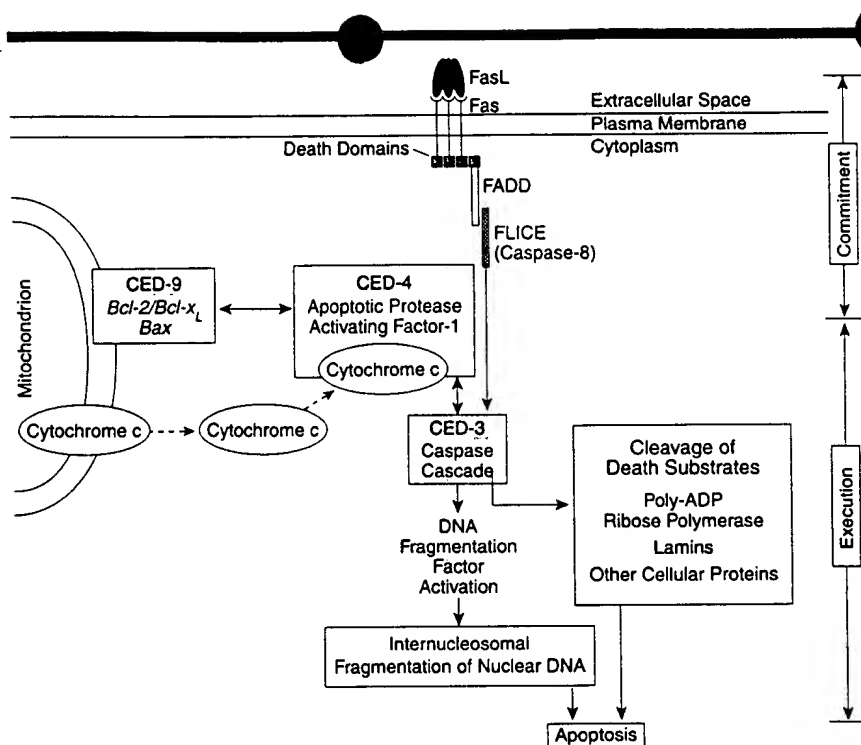 FasL
Fas
Extracellular Space
Plasma Membrane
Death Domains
Cytoplasm
FADD
FLICE
(Caspase-8)
Commitment
Mitochondrion
CED-9
Bcl-2/Bcl-xL
Bax
CED-4
Apoptotic Protease
Activating Factor-1
Cytochrome c
Cytochrome c
Cytochrome c
CED-3
Caspase
Cascade
Cleavage of
Death Substrates
Poly-ADP
Ribose Polymerase
Lamins
Other Cellular Proteins
Execution
DNA
Fragmentation
Factor
Activation
Internucleosomal
Fragmentation of Nuclear DNA
Apoptosis